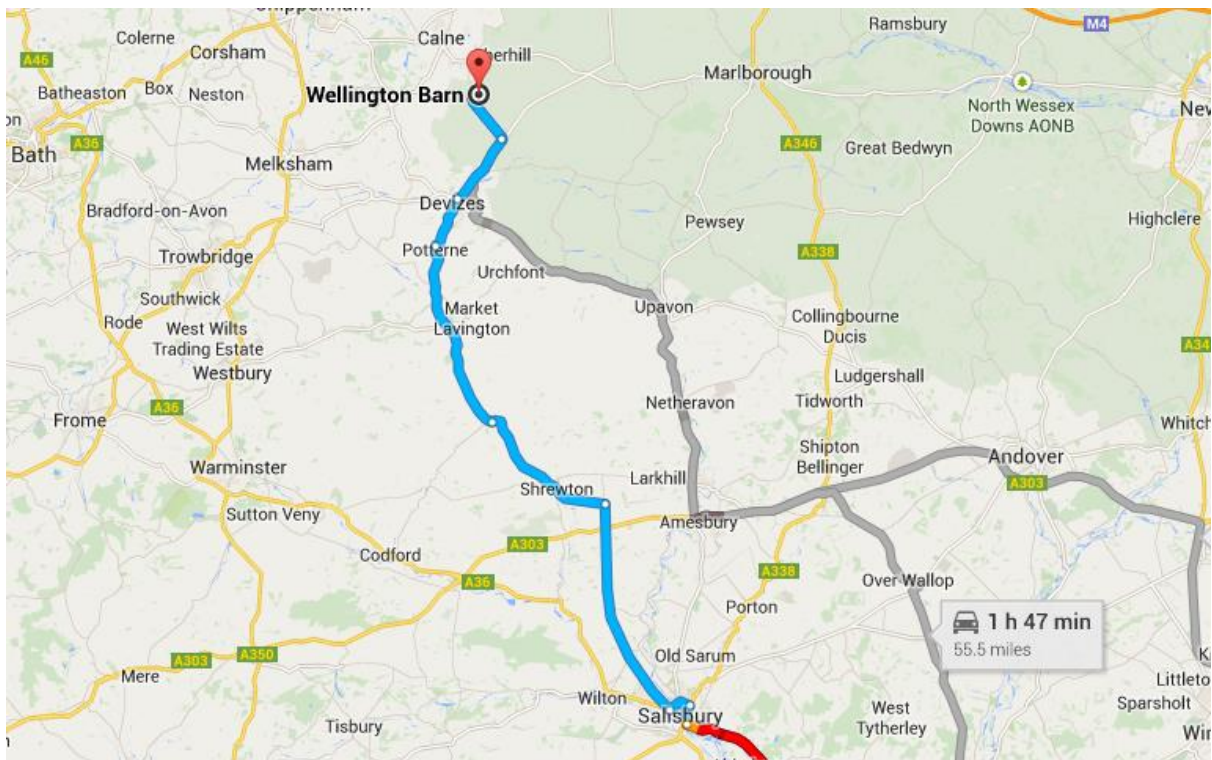 Colerne
Calne
Ramsbury
M4
A46
Corsham
Marlborough
Batheaston
Box
Neston
Wellington Barn
North Wessex
Downs AONB
A36
Bath
A346
Great Bedwyn
Melksham
Bradford-on-Avon
Devizes
Pewsey
Highclere
Trowbridge
Potterne
A338
Urchfont
Southwick
Market
Lavington
Upavon
Collingbourne
Ducis
Rode
West Wilts
Trading Estate
Westbury
Ludgershall
A36
Netheravon
Tidworth
Frome
Shipton
Bellinger
Warminster
Larkhill
Andover
A303
Shrewton
Sutton Veny
Amesbury
A303
Codford
A36
A338
Over Wallop
Porton
1 h 47 min
55.5 miles
A303
A350
Old Sarum
Mere
Wilton
Sparsholt
Salisbury
West
Tytherley
Tisbury